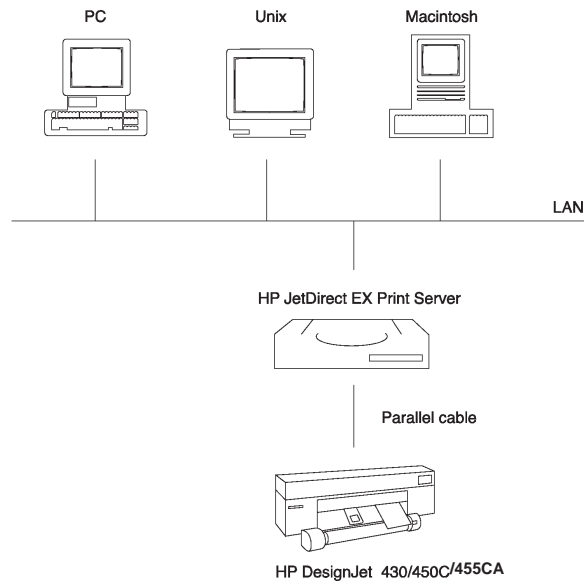 PC
Unix
Macintosh
LAN
HP JetDirect EX Print Server
Parallel cable
HP DesignJet 430/450C/455CA